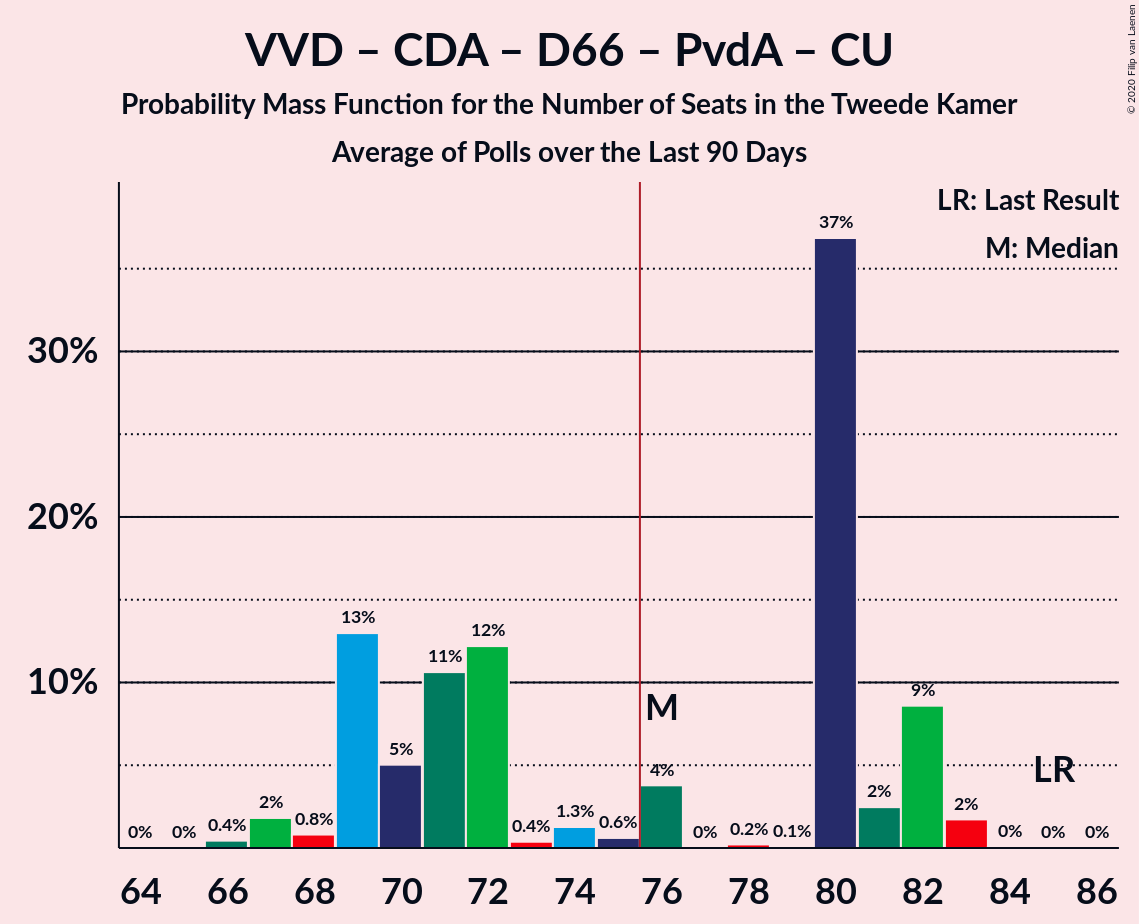 VVD – CDA – D66 – PvdA – CU
Probability Mass Function for the Number of Seats in the Tweede Kamer
Average of Polls over the Last 90 Days
© 2020 Filip van Laenen
LR: Last Result
M: Median
37%
30%
20%
13%
12%
11%
10%
9%
M
5%
4%
LR
2%
2%
2%
1.3%
0.8%
0.6%
0.4%
0.4%
0.2%
0.1%
0%
0%
0%
0%
0%
0%
64 66 68 70 72 74 76 78 80 82 84 86